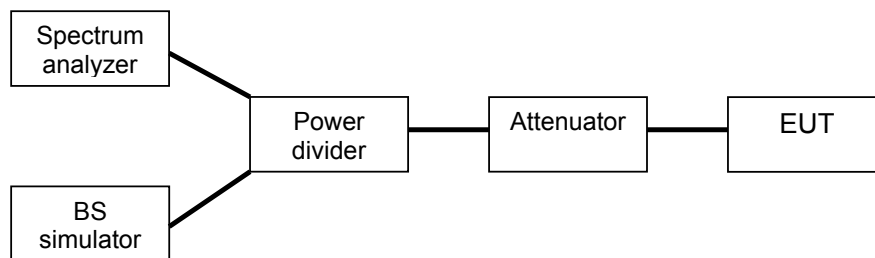 Spectrum
analyzer
Power
divider
Attenuator
EUT
BS
simulator